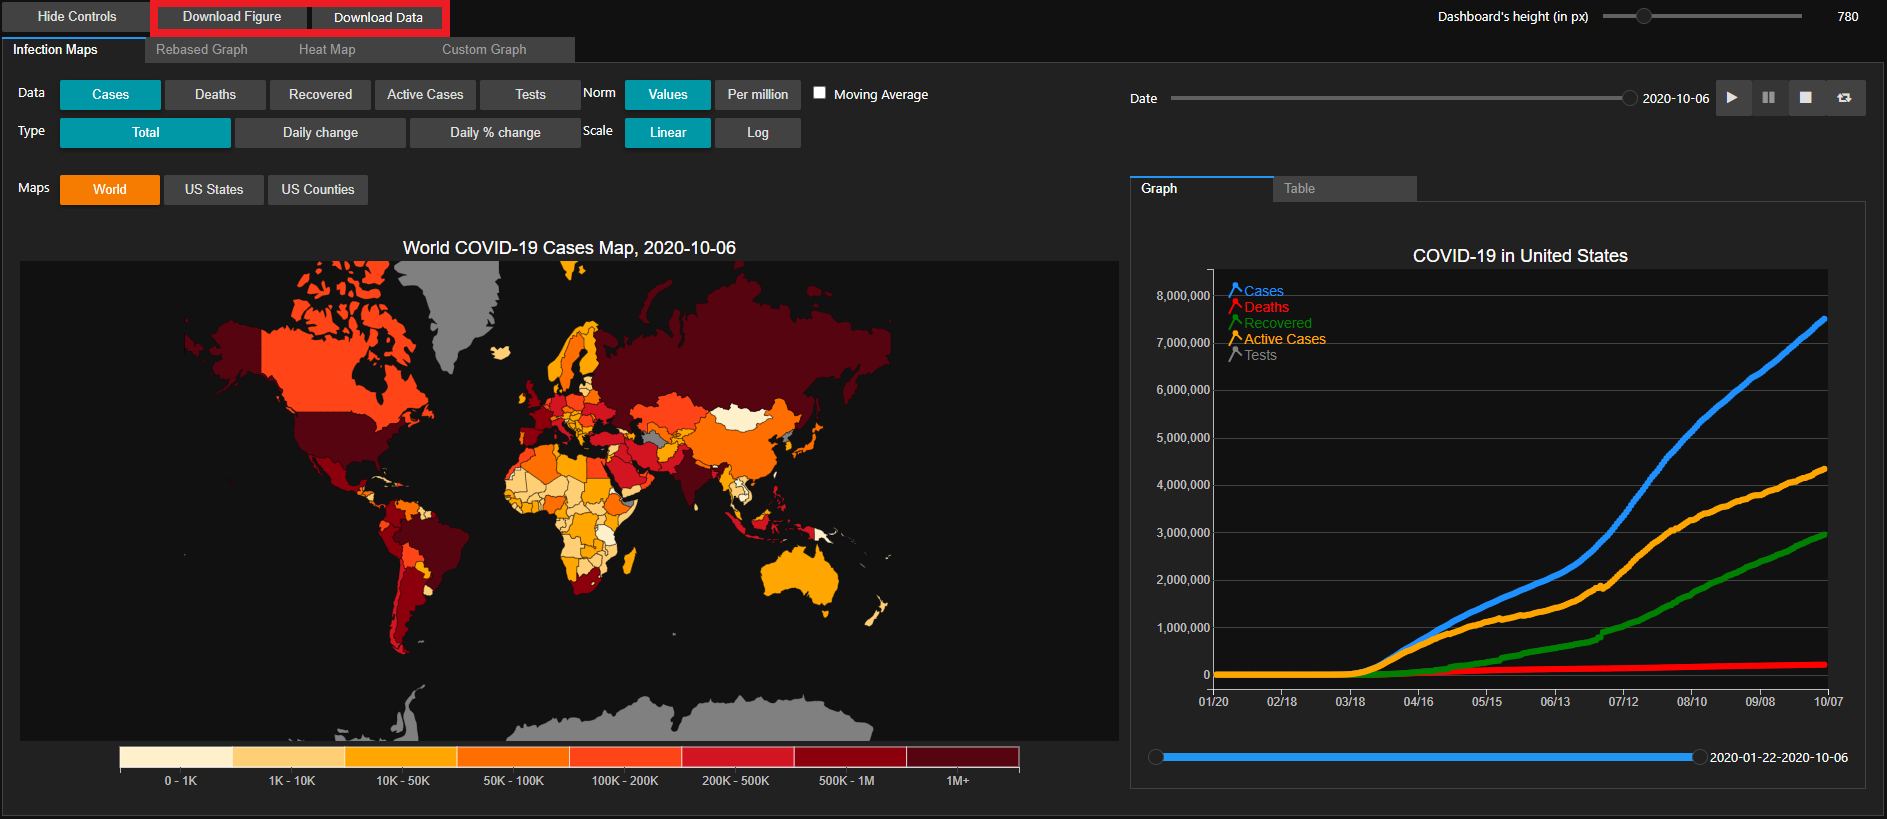 Hide Controls Download Figure Download Data Dashboard's height (in px) 780
Infection Maps Rebased Graph Heat Map Custom Graph
Data Cases Deaths Recovered Active Cases Tests Norm Values Per million Moving Average
Date 2020-10-06
Type Total Daily change Daily % change Scale Linear Log
Maps World US States US Counties
Graph Table
World COVID-19 Cases Map, 2020-10-06
0 - 1K 1K - 10K 10K - 50K 50K - 100K 100K - 200K 200K - 500K 500K - 1M 1M+
COVID-19 in United States
Cases
Deaths
Recovered
Active Cases
Tests
8,000,000
7,000,000
6,000,000
5,000,000
4,000,000
3,000,000
2,000,000
1,000,000
0
01/20 02/18 03/18 04/16 05/15 06/13 07/12 08/10 09/08 10/07
2020-01-22-2020-10-06